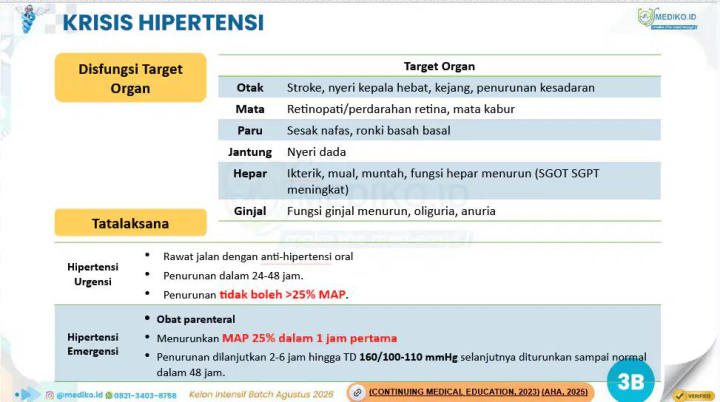 KRISIS HIPERTENSI
MEDIKO.ID
Disfungsi Target
Organ
Target Organ
Otak Stroke, nyeri kepala hebat, kejang, penurunan kesadaran
Mata Retinopati/perdarahan retina, mata kabur
Paru Sesak nafas, ronki basah basal
Jantung Nyeri dada
Hepar Ikterik, mual, muntah, fungsi hepar menurun (SGOT SGPT
meningkat)
Ginjal Fungsi ginjal menurun, oliguria, anuria
MEDIKO.ID
Tatalaksana
Hipertensi
Urgensi
• Rawat jalan dengan anti-hipertensi oral
• Penurunan dalam 24-48 jam.
• Penurunan tidak boleh >25% MAP.
Hipertensi
Emergensi
• Obat parenteral
• Menurunkan MAP 25% dalam 1 jam pertama
• Penurunan dilanjutkan 2-6 jam hingga TD 160/100-110 mmHg selanjutnya diturunkan sampai normal
dalam 48 jam.
@mediko.id 0821-3403-8758 Kelon Intensif Batch Agustus 2026 (CONTINUING MEDICAL EDUCATION, 2023) (AHA, 2025)
3B
VERIFIED